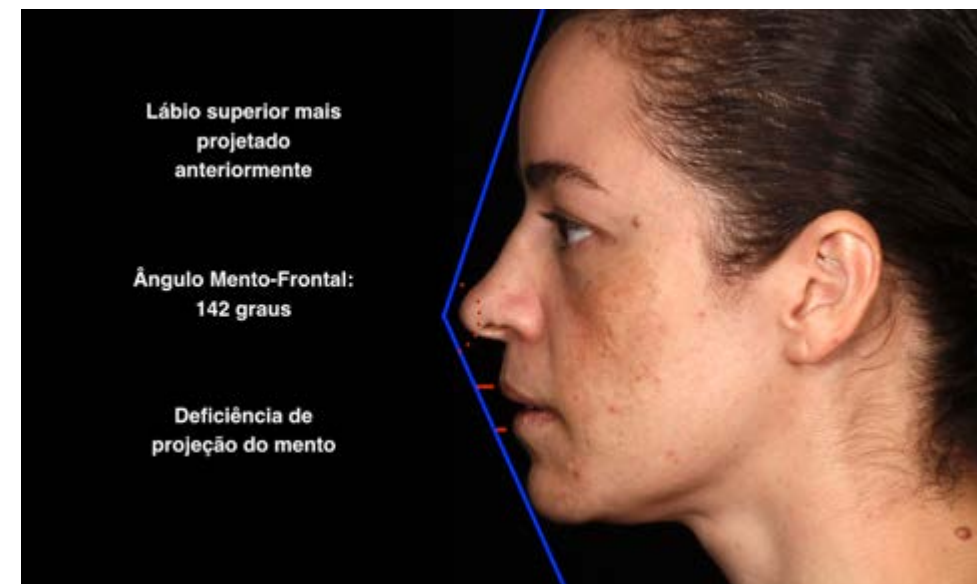 Lábio superior mais
projetado
anteriormente
Ângulo Mento-Frontal:
142 graus
Deficiência de
projeção do mento